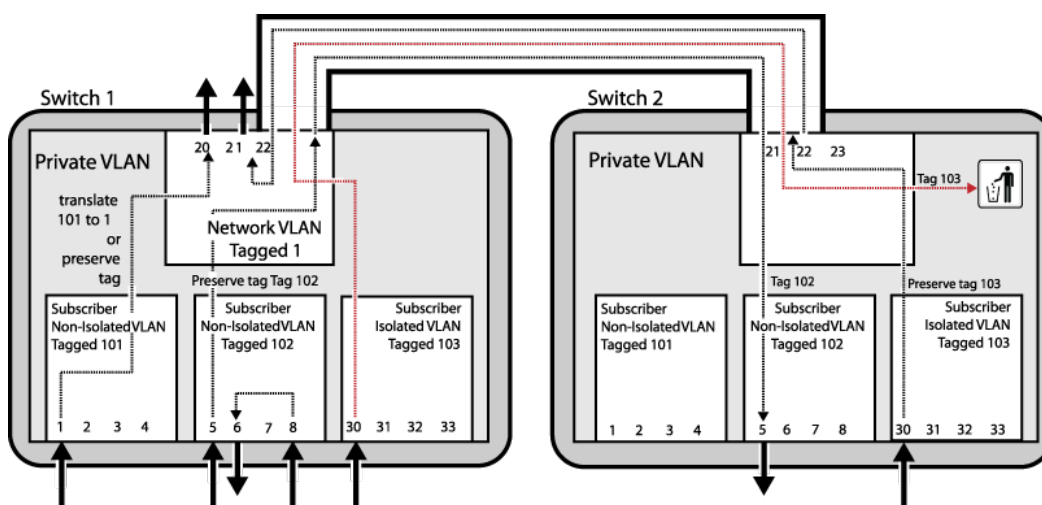 Switch 1
Private VLAN
translate
101 to 1
or
preserve
tag
20 21 22
Network VLAN
Tagged 1
Preserve tag Tag 102
Subscriber
Non-IsolatedVLAN
Tagged 101
1 2 3 4
Subscriber
Non-IsolatedVLAN
Tagged 102
5 6 7 8
Subscriber
Isolated VLAN
Tagged 103
30 31 32 33
Switch 2
Private VLAN
21 22 23
Tag 103
Tag 102
Preserve tag 103
Subscriber
Non-IsolatedVLAN
Tagged 101
1 2 3 4
Subscriber
Non-IsolatedVLAN
Tagged 102
5 6 7 8
Subscriber
Isolated VLAN
Tagged 103
30 31 32 33